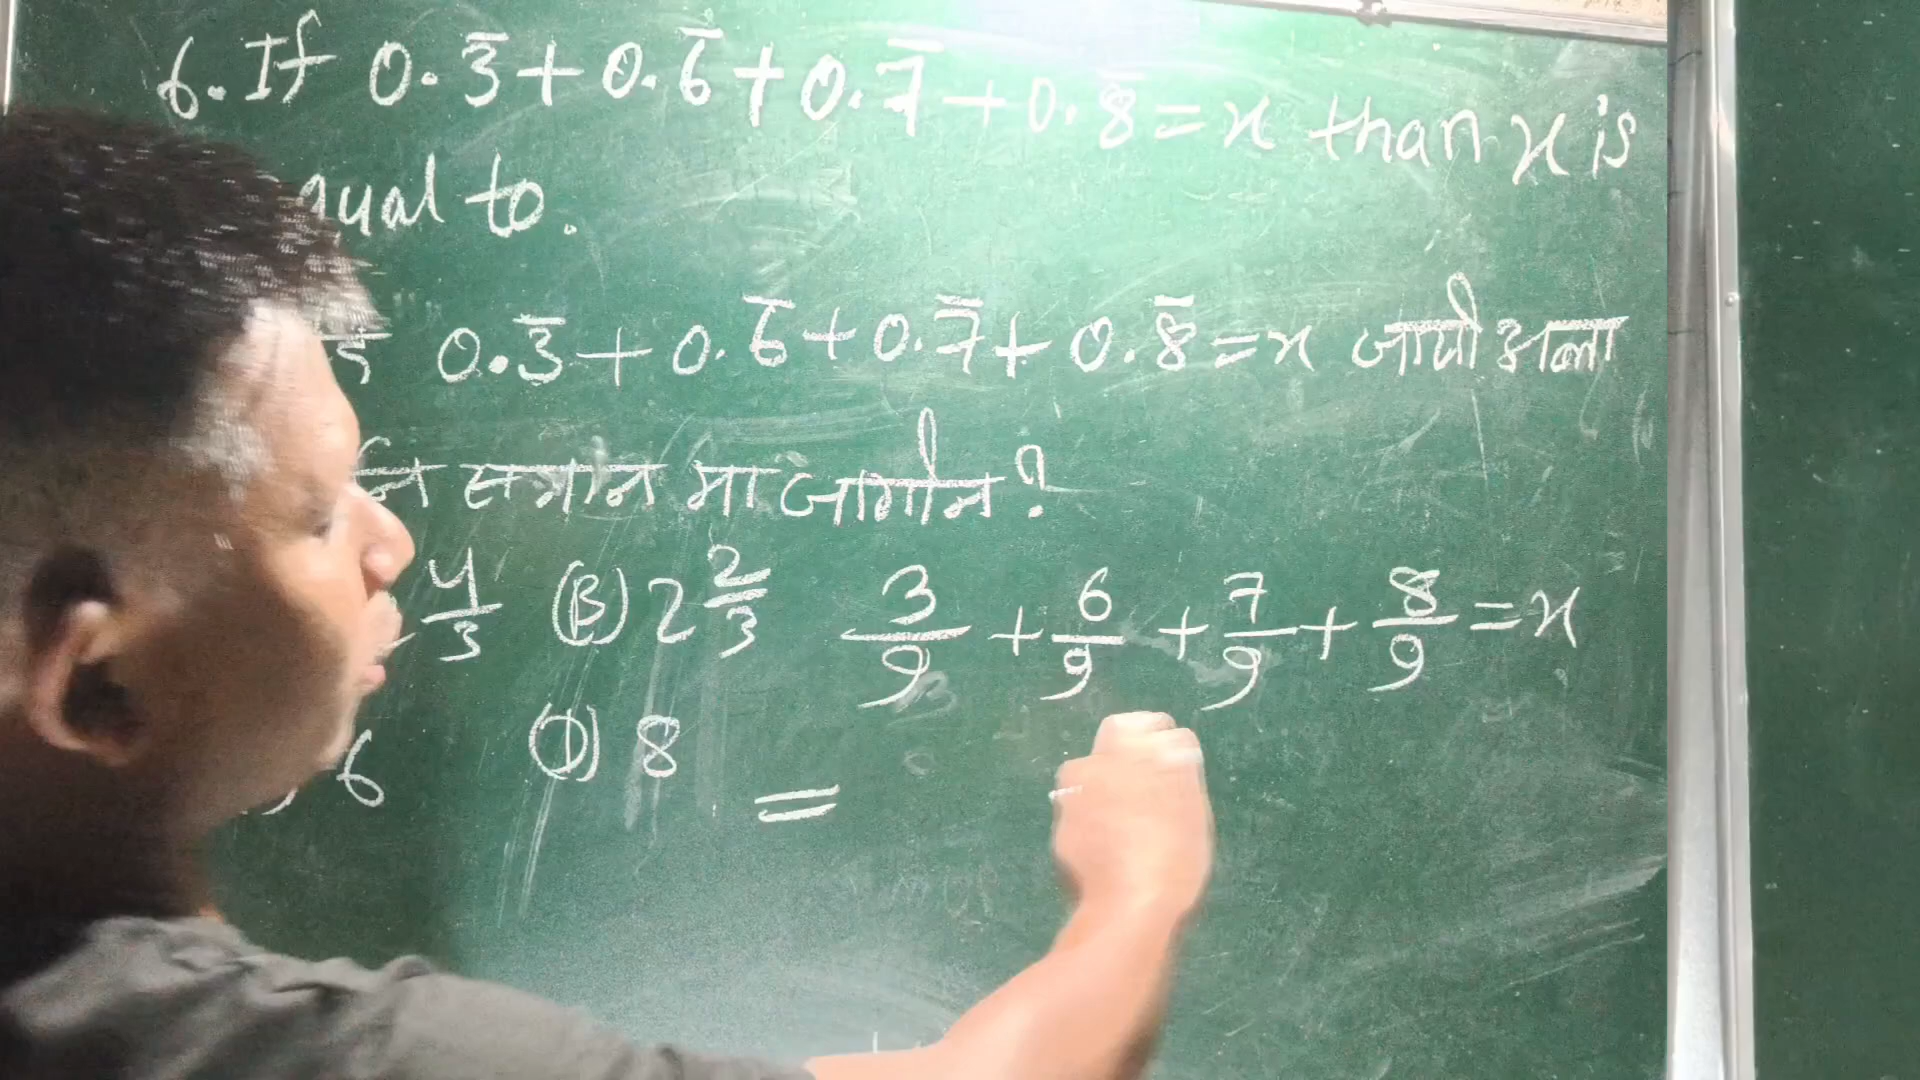 6. If 0.3̅ + 0.6̅ + 0.7̅ + 0.8̅ = x than x is
qual to.
0.3̅ + 0.6̅ + 0.7̅ + 0.8̅ = x जायो अब्ला
समान मा जागोन ?
4/3 (B) 2 2/3
6 (D) 8
3/9 + 6/9 + 7/9 + 8/9 = x
=